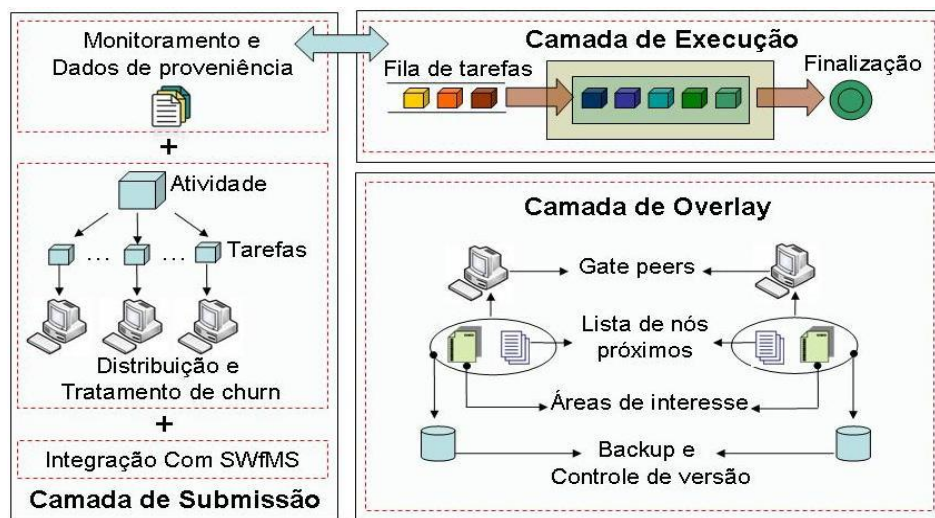 Monitoramento e
Dados de proveniência
+
Atividade
... ...
Tarefas
Distribuição e
Tratamento de churn
+
Integração Com SWfMS
Camada de Submissão
Camada de Execução
Fila de tarefas
Finalização
Camada de Overlay
Gate peers
Lista de nós
próximos
Áreas de interesse
Backup e
Controle de versão